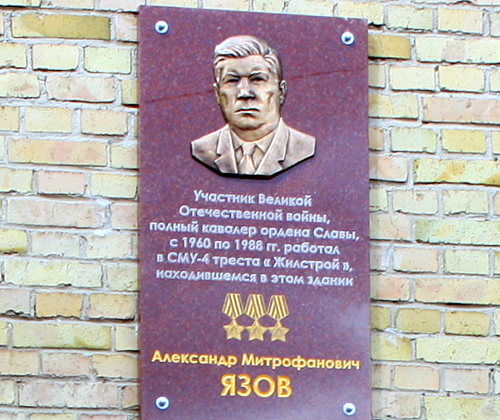 Участник Великой
Отечественной войны,
полный кавалер ордена Славы,
с 1960 по 1988 гг. работал
в СМУ-4 треста « Жилстрой »,
находившемся в этом здании
Александр Митрофанович
ЯЗОВ